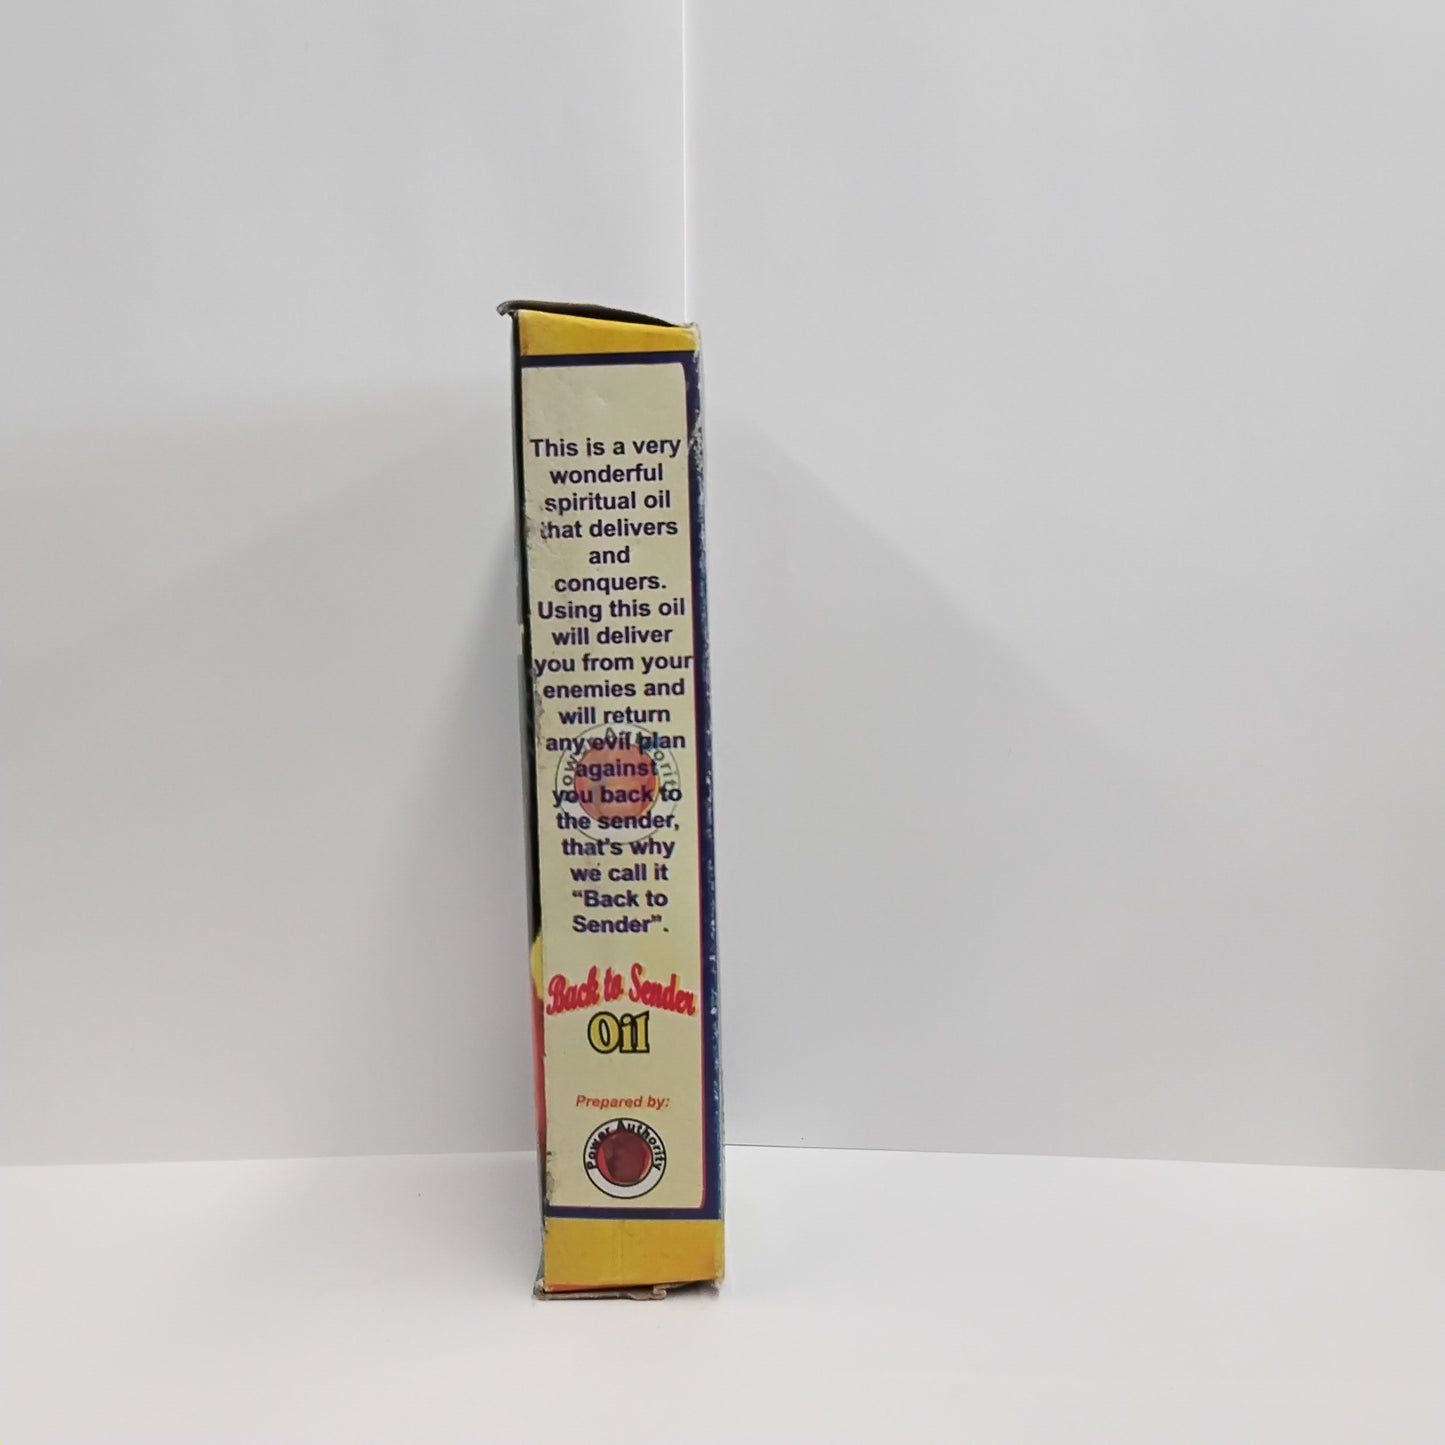 This is a very
wonderful
spiritual oil
that delivers
and
conquers.
Using this oil
will deliver
you from your
enemies and
will return
any evil plan
against
you back to
the sender,
that's why
we call it
“Back to
Sender”.
Power Authority
Back to Sender
Oil
Prepared by:
Power Authority